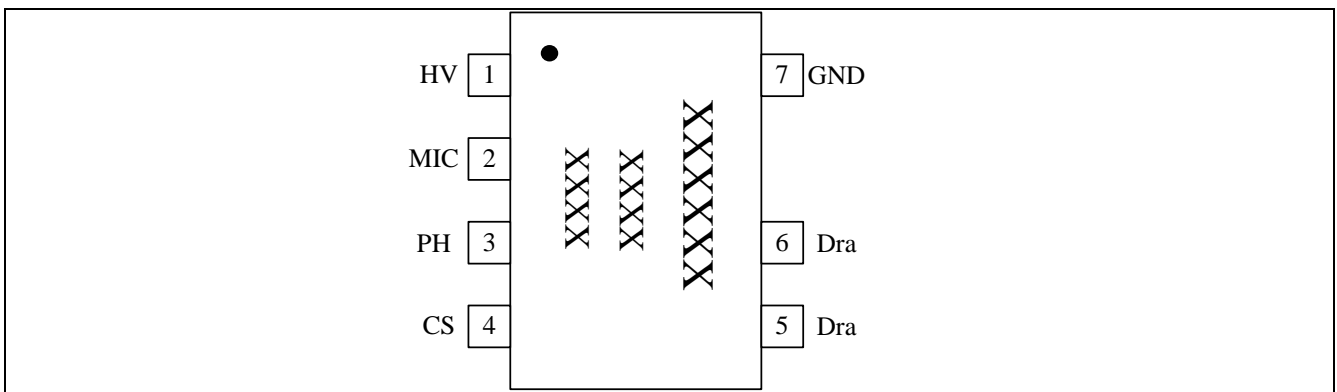 HV 1
7 GND
MIC 2
PH 3
6 Dra
CS 4
5 Dra
XXXX
XXXX
XXXXXX